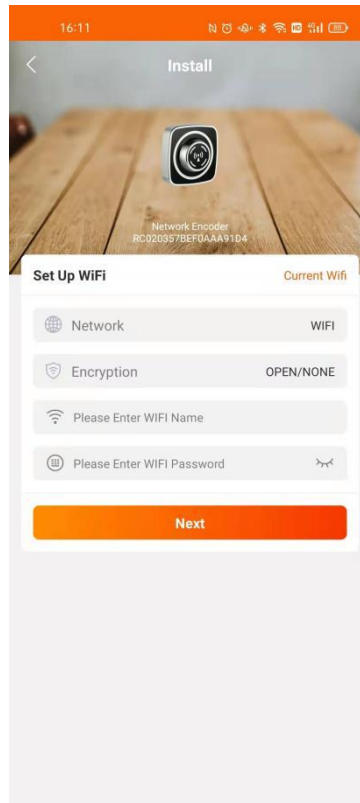 16:11
Install
Network Encoder
RC020357BEF0AAA91D4
Set Up WiFi
Current Wifi
Network
WIFI
Encryption
OPEN/NONE
Please Enter WIFI Name
Please Enter WIFI Password
Next